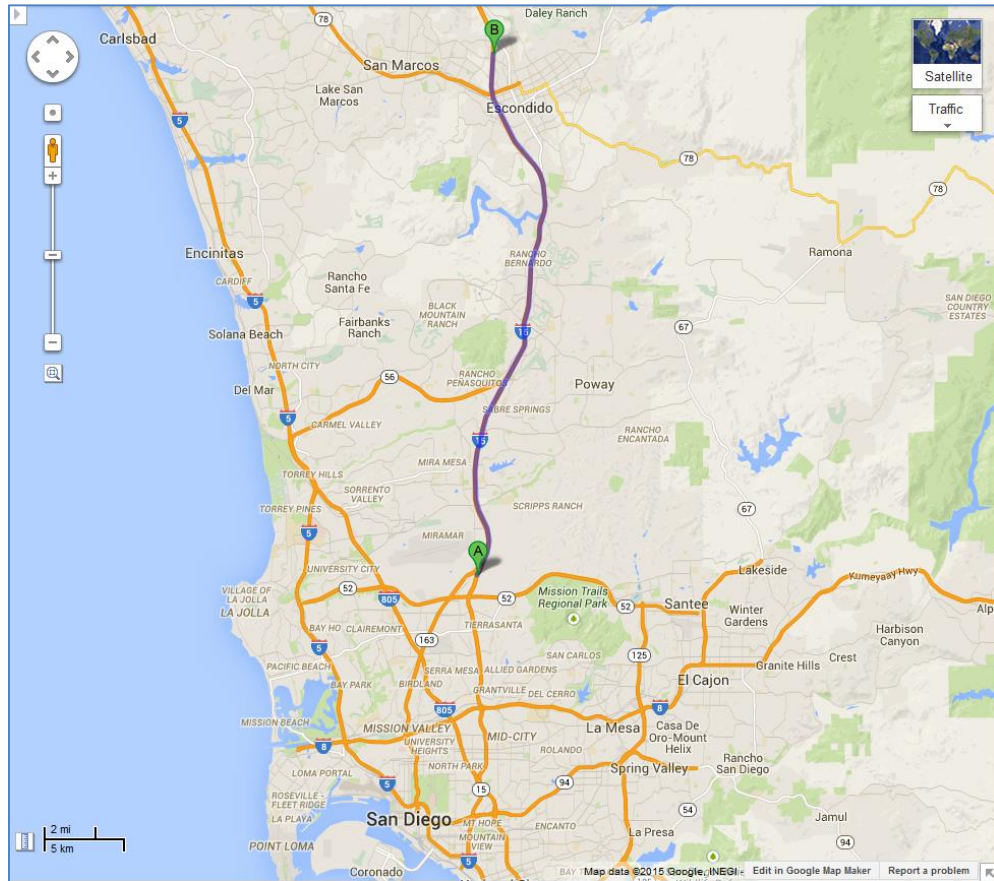 Daley Ranch
78
B
Carlsbad
San Marcos
Satellite
Lake San
Marcos
Escondido
Traffic
5
78
78
Encinitas
Ramona
RANCHO
BERNARDO
CARDIFF
Rancho
Santa Fe
5
BLACK
MOUNTAIN
RANCH
SAN DIEGO
COUNTRY
ESTATES
Fairbanks
Ranch
67
15
Solana Beach
NORTH CITY
56
RANCHO
PEÑASQUITOS
Poway
Del Mar
SABRE SPRINGS
5
CARMEL VALLEY
RANCHO
ENCANTADA
15
MIRA MESA
TORREY HILLS
SORRENTO
VALLEY
TORREY PINES
SCRIPPS RANCH
67
5
MIRAMAR
A
UNIVERSITY CITY
Lakeside
Kumeyaay Hwy
52
Mission Trails
Regional Park
VILLAGE OF
LA JOLLA
LA JOLLA
805
52
52
Santee
Winter
Gardens
Alp
TIERRASANTA
BAY HO
CLAIREMONT
163
Harbison
Canyon
5
125
SAN CARLOS
Crest
PACIFIC BEACH
SERRA MESA
ALLIED GARDENS
Granite Hills
BAY PARK
BIRDLAND
GRANTVILLE
DEL CERRO
El Cajon
805
8
MISSION BEACH
MISSION VALLEY
La Mesa
Casa De
Oro-Mount
Helix
UNIVERSITY
HEIGHTS
MID-CITY
8
ROLANDO
Rancho
San Diego
LOMA PORTAL
NORTH PARK
Spring Valley
5
15
94
ROSEVILLE -
FLEET RIDGE
54
LA PLAYA
San Diego
MT HOPE
ENCANTO
Jamul
2 mi
5 km
POINT LOMA
MOUNTAIN
VIEW
La Presa
94
5
Coronado
125
Map data ©2015 Google, INEGI -
Edit in Google Map Maker
Report a problem